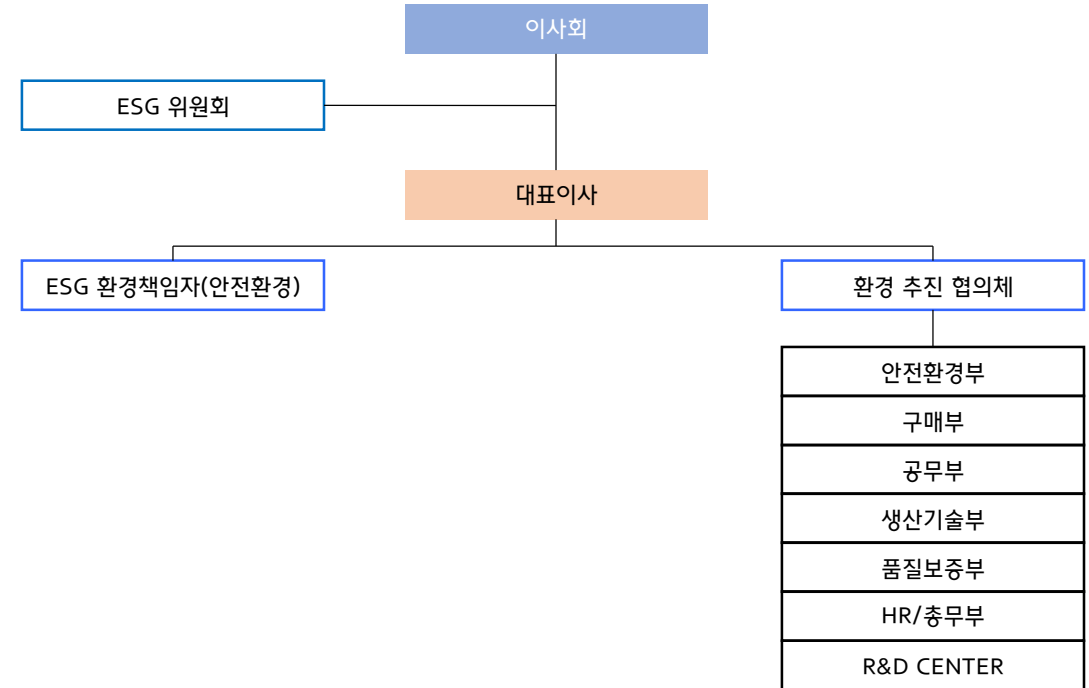 이사회
ESG 위원회
대표이사
ESG 환경책임자(안전환경)
환경 추진 협의체
안전환경부
구매부
공무부
생산기술부
품질보증부
HR/총무부
R&D CENTER